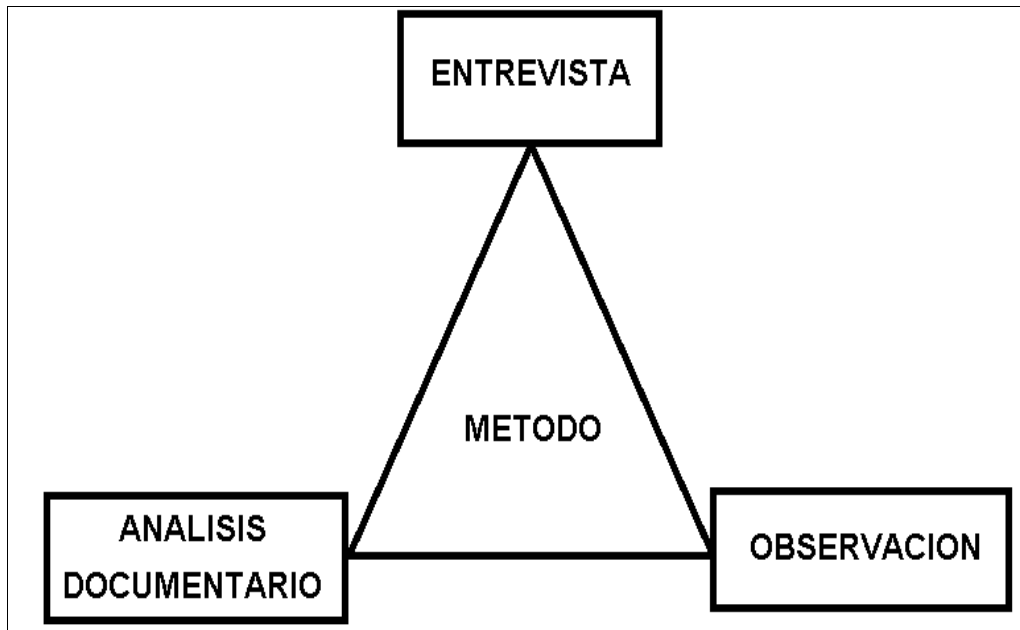 ENTREVISTA
METODO
ANALISIS
DOCUMENTARIO
OBSERVACION